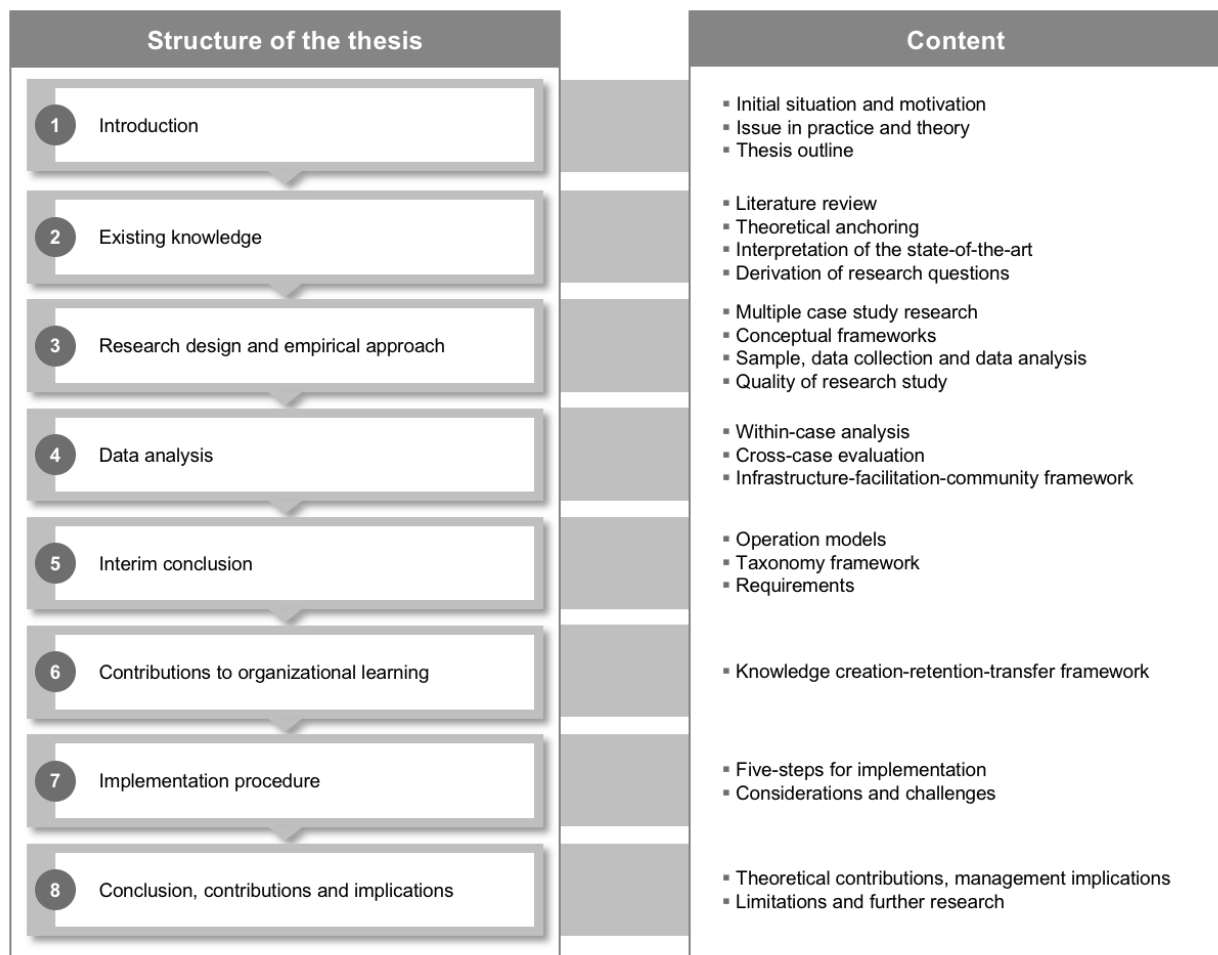 Structure of the thesis
Content
1
Introduction
▪ Initial situation and motivation
▪ Issue in practice and theory
▪ Thesis outline
2
Existing knowledge
▪ Literature review
▪ Theoretical anchoring
▪ Interpretation of the state-of-the-art
▪ Derivation of research questions
3
Research design and empirical approach
▪ Multiple case study research
▪ Conceptual frameworks
▪ Sample, data collection and data analysis
▪ Quality of research study
4
Data analysis
▪ Within-case analysis
▪ Cross-case evaluation
▪ Infrastructure-facilitation-community framework
5
Interim conclusion
▪ Operation models
▪ Taxonomy framework
▪ Requirements
6
Contributions to organizational learning
▪ Knowledge creation-retention-transfer framework
7
Implementation procedure
▪ Five-steps for implementation
▪ Considerations and challenges
8
Conclusion, contributions and implications
▪ Theoretical contributions, management implications
▪ Limitations and further research